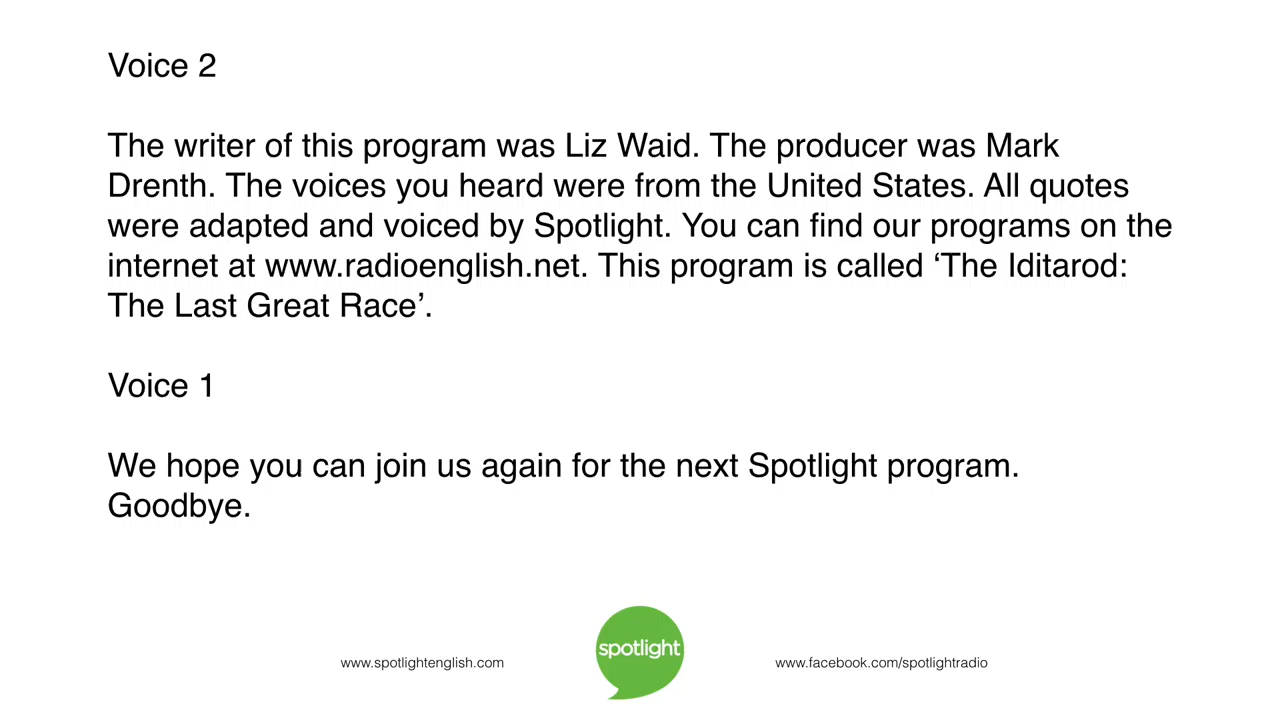 Voice 2
The writer of this program was Liz Waid. The producer was Mark
Drenth. The voices you heard were from the United States. All quotes
were adapted and voiced by Spotlight. You can find our programs on the
internet at www.radioenglish.net. This program is called ‘The Iditarod:
The Last Great Race’.
Voice 1
We hope you can join us again for the next Spotlight program.
Goodbye.
www.spotlightenglish.com
spotlight
www.facebook.com/spotlightradio